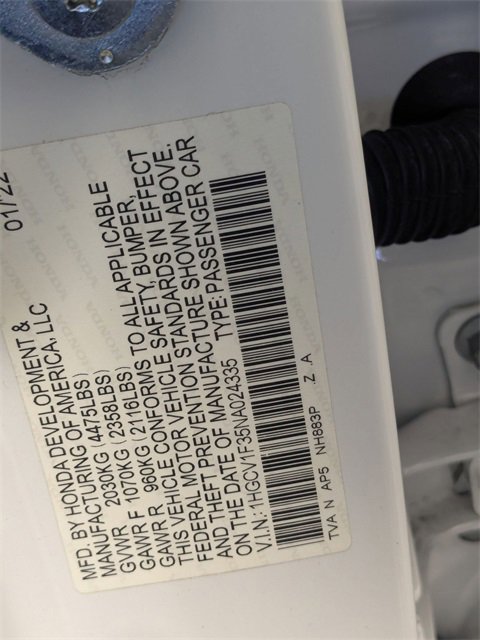 01/22
MFD. BY HONDA DEVELOPMENT &
MANUFACTURING OF AMERICA, LLC
GVWR 2030KG (4475LBS)
GAWR F 1070KG (2358LBS)
GAWR R 960KG (2116LBS)
THIS VEHICLE CONFORMS TO ALL APPLICABLE
FEDERAL MOTOR VEHICLE SAFETY, BUMPER,
AND THEFT PREVENTION STANDARDS IN EFFECT
ON THE DATE OF MANUFACTURE SHOWN ABOVE.
V.I.N.: 1HGCV1F35NA024335 TYPE: PASSENGER CAR
TVA N AP5 NH883P Z .A
HONDA